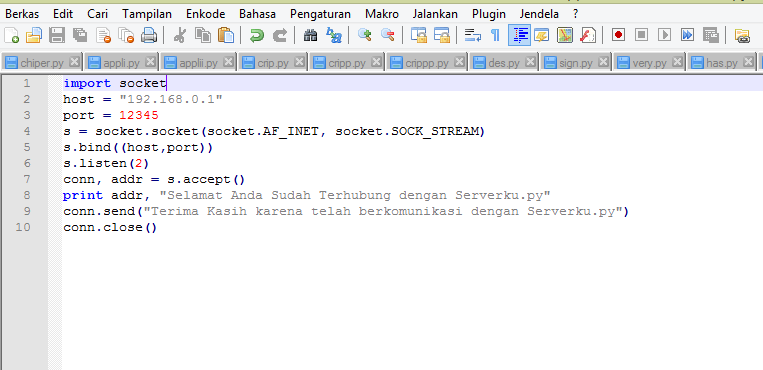 Berkas Edit Cari Tampilan Enkode Bahasa Pengaturan Makro Jalankan Plugin Jendela ?
chiper.py appli.py applii.py crip.py cripp.py crippp.py des.py sign.py very.py has.py
1 import socket
2 host = "192.168.0.1"
3 port = 12345
4 s = socket.socket(socket.AF_INET, socket.SOCK_STREAM)
5 s.bind((host,port))
6 s.listen(2)
7 conn, addr = s.accept()
8 print addr, "Selamat Anda Sudah Terhubung dengan Serverku.py"
9 conn.send("Terima Kasih karena telah berkomunikasi dengan Serverku.py")
10 conn.close()